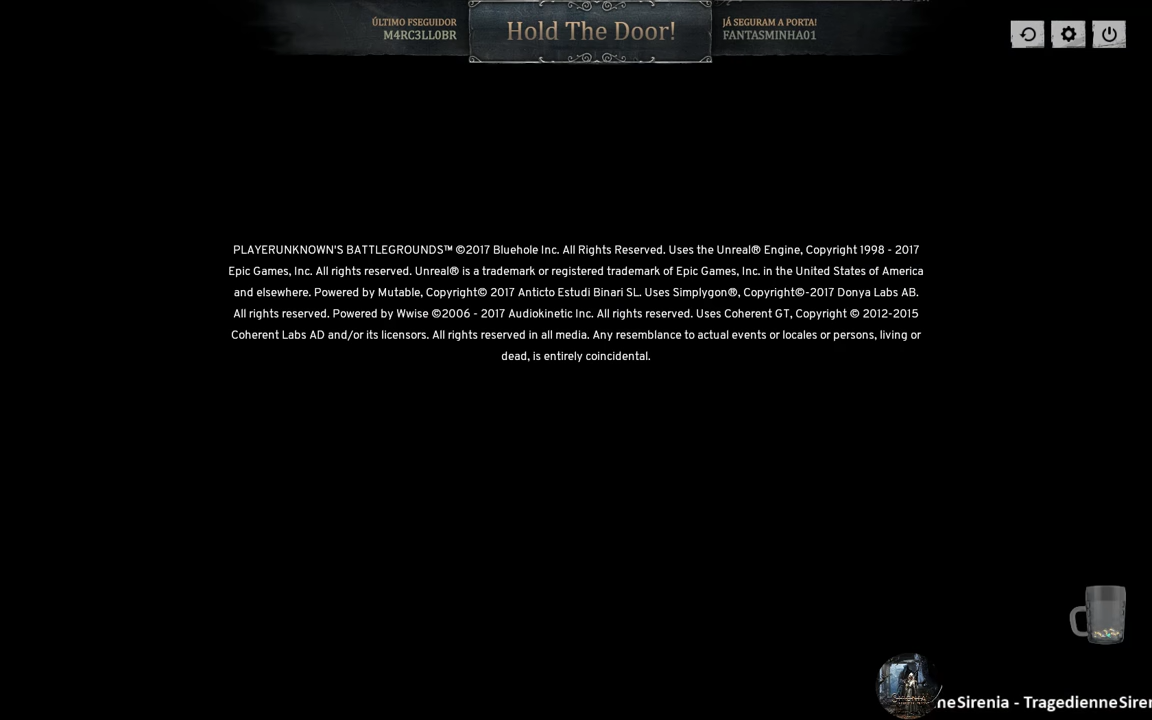 ÚLTIMO FSEGUIDOR
M4RC3LL0BR
Hold The Door!
JÁ SEGURAM A PORTA!
FANTASMINHA01
PLAYERUNKNOWN'S BATTLEGROUNDS™ ©2017 Bluehole Inc. All Rights Reserved. Uses the Unreal® Engine, Copyright 1998 - 2017
Epic Games, Inc. All rights reserved. Unreal® is a trademark or registered trademark of Epic Games, Inc. in the United States of America
and elsewhere. Powered by Mutable, Copyright© 2017 Anticto Estudi Binari SL. Uses Simplygon®, Copyright©-2017 Donya Labs AB.
All rights reserved. Powered by Wwise ©2006 - 2017 Audiokinetic Inc. All rights reserved. Uses Coherent GT, Copyright © 2012-2015
Coherent Labs AD and/or its licensors. All rights reserved in all media. Any resemblance to actual events or locales or persons, living or
dead, is entirely coincidental.
SIRENIA
neSirenia - TragedienneSiren